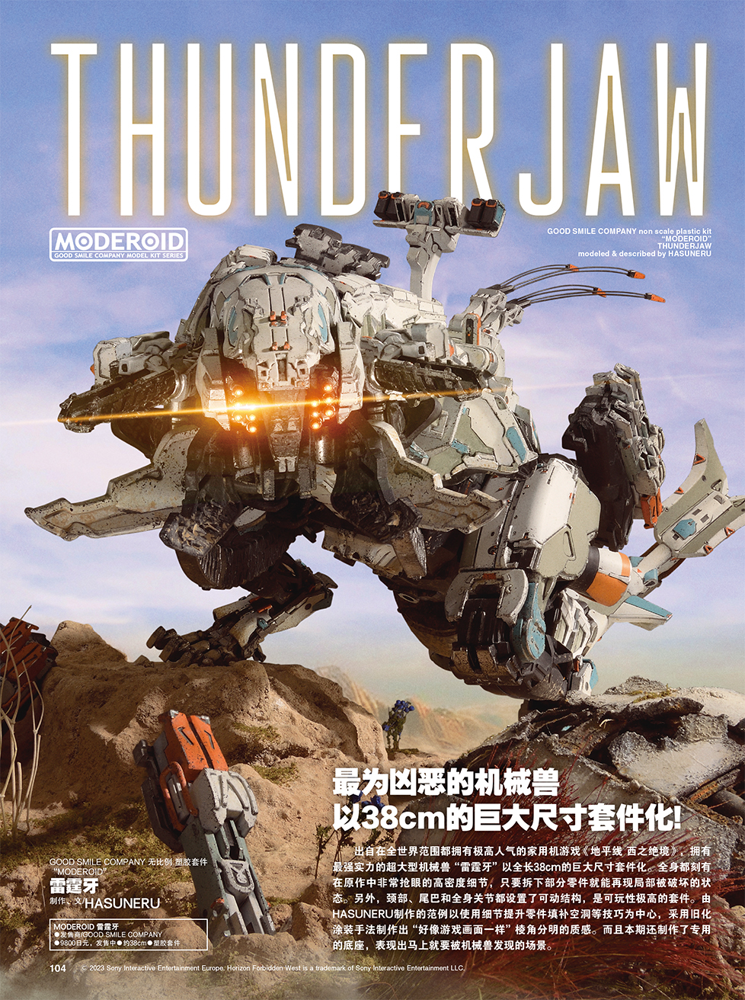 THUNDERJAW
MODEROID
GOOD SMILE COMPANY MODEL KIT SERIES
GOOD SMILE COMPANY non scale plastic kit
“MODEROID”
THUNDERJAW
modeled & described by HASUNERU
最为凶恶的机械兽
以38cm的巨大尺寸套件化!
出自在全世界范围都拥有极高人气的家用机游戏《地平线 西之绝境》，拥有
最强实力的超大型机械兽“雷霆牙”以全长38cm的巨大尺寸套件化。全身都刻有
在原作中非常抢眼的高密度细节，只要拆下部分零件就能再现局部被破坏的状
态。另外，颈部、尾巴和全身关节都设置了可动结构，是可玩性极高的套件。由
HASUNERU制作的范例以使用细节提升零件填补空洞等技巧为中心，采用旧化
涂装手法制作出“好像游戏画面一样”棱角分明的质感。而且本期还制作了专用
的底座，表现出马上就要被机械兽发现的场景。
GOOD SMILE COMPANY 无比例 塑胶套件
“MODEROID”
雷霆牙
制作、文/HASUNERU
MODEROID 雷霆牙
●发售商/GOOD SMILE COMPANY
●9800日元，发售中●约38cm●塑胶套件
104
© 2023 Sony Interactive Entertainment Europe. Horizon Forbidden West is a trademark of Sony Interactive Entertainment LLC.